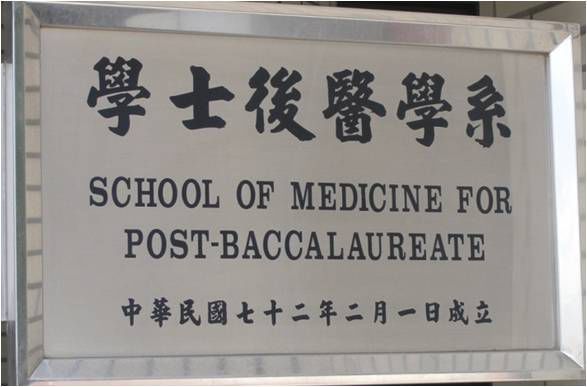 學士後醫學系
SCHOOL OF MEDICINE FOR
POST-BACCALAUREATE
中華民國七十二年二月一日成立